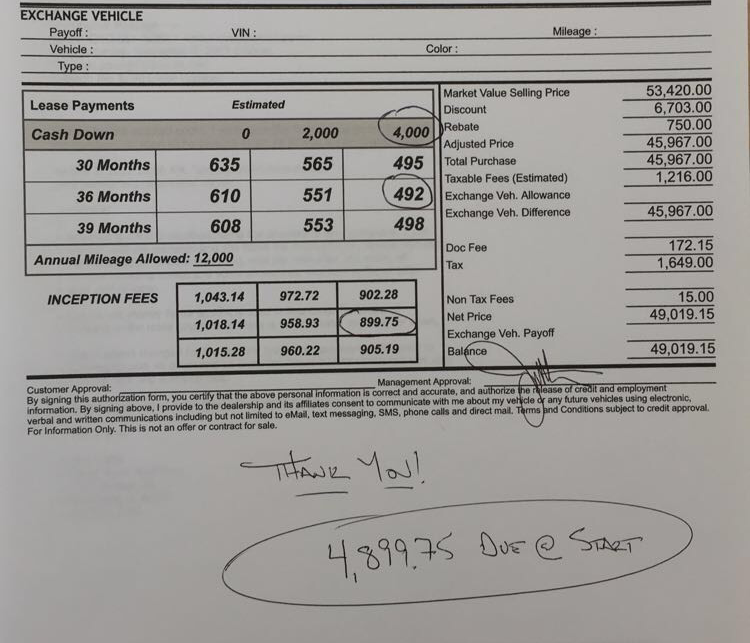 EXCHANGE VEHICLE
Payoff : VIN : Mileage :
Vehicle : Color :
Type :
Lease Payments Estimated
Cash Down 0 2,000 4,000
30 Months 635 565 495
36 Months 610 551 492
39 Months 608 553 498
Annual Mileage Allowed: 12,000
INCEPTION FEES 1,043.14 972.72 902.28
1,018.14 958.93 899.75
1,015.28 960.22 905.19
Market Value Selling Price 53,420.00
Discount 6,703.00
Rebate 750.00
Adjusted Price 45,967.00
Total Purchase 45,967.00
Taxable Fees (Estimated) 1,216.00
Exchange Veh. Allowance
Exchange Veh. Difference 45,967.00
Doc Fee 172.15
Tax 1,649.00
Non Tax Fees 15.00
Net Price 49,019.15
Exchange Veh. Payoff
Balance 49,019.15
Customer Approval: Management Approval:
By signing this authorization form, you certify that the above personal information is correct and accurate, and authorize the release of credit and employment
information. By signing above, I provide to the dealership and its affiliates consent to communicate with me about my vehicle or any future vehicles using electronic,
verbal and written communications including but not limited to eMail, text messaging, SMS, phone calls and direct mail. Terms and Conditions subject to credit approval.
For Information Only. This is not an offer or contract for sale.
THANK YOU!
4,899.75 DUE @ START